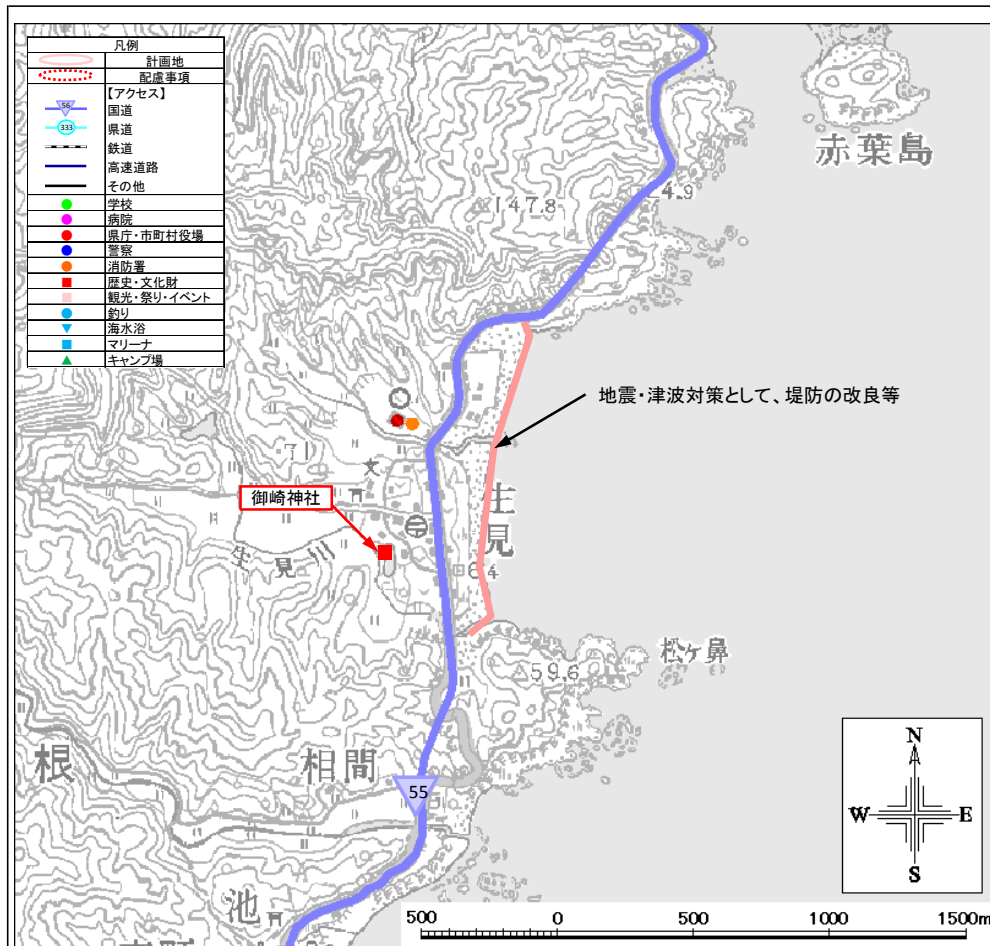 凡例
計画地
配慮事項
【アクセス】
56
国道
333
県道
鉄道
高速道路
その他
学校
病院
県庁・市町村役場
警察
消防署
歴史・文化財
観光・祭り・イベント
釣り
海水浴
マリーナ
キャンプ場
赤葉島
4.9
147.8
地震・津波対策として、堤防の改良等
71
文
御崎神社
生見
生見川
6.4
松ヶ鼻
59.6
根
相間
55
池
N
W E
S
500 0 500 1000 1500m